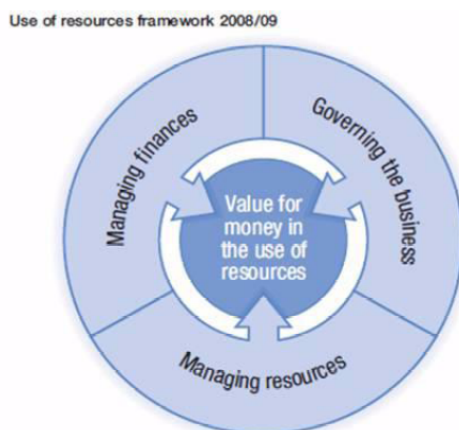 Use of resources framework 2008/09
Managing finances
Governing the business
Value for
money in
the use of
resources
Managing resources